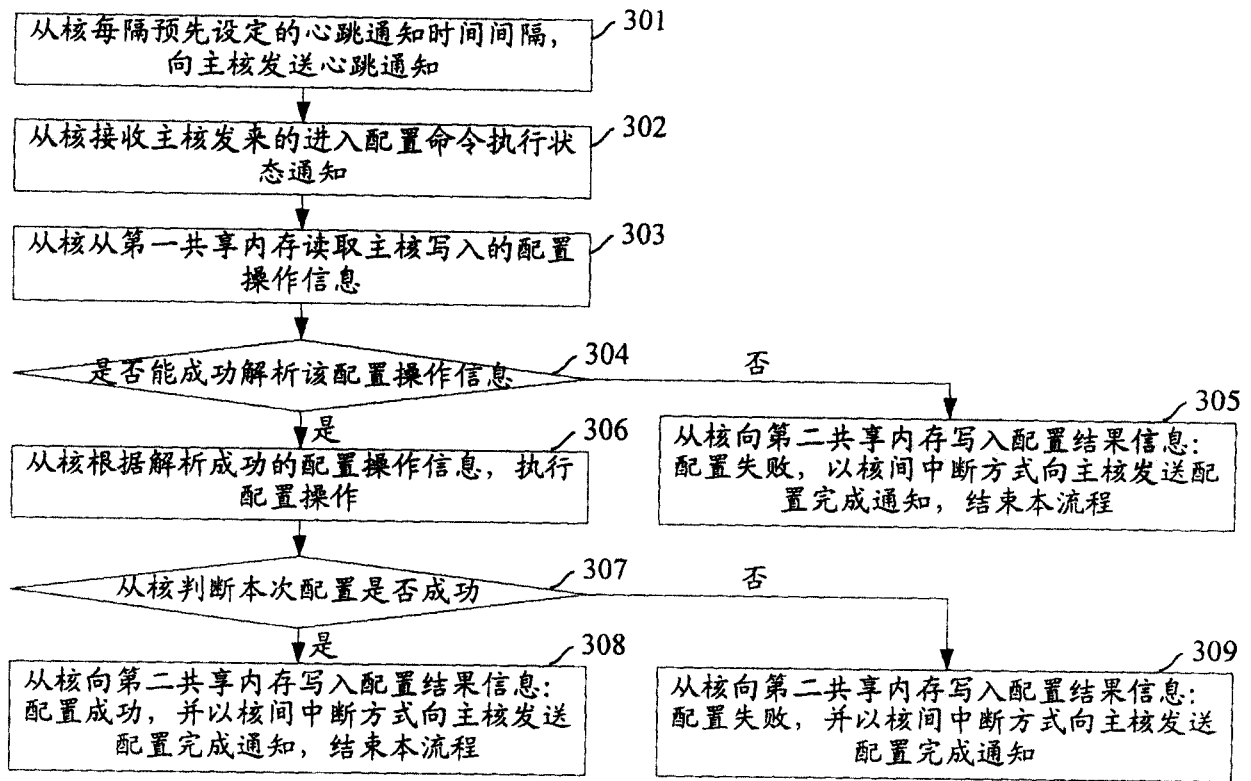 从核每隔预先设定的心跳通知时间间隔，
向主核发送心跳通知
301
从核接收主核发来的进入配置命令执行状
态通知
302
从核从第一共享内存读取主核写入的配置
操作信息
303
是否能成功解析该配置操作信息
304
否
是
305
从核向第二共享内存写入配置结果信息：
配置失败，以核间中断方式向主核发送配
置完成通知，结束本流程
306
从核根据解析成功的配置操作信息，执行
配置操作
从核判断本次配置是否成功
307
否
是
308
从核向第二共享内存写入配置结果信息：
配置成功，并以核间中断方式向主核发送
配置完成通知，结束本流程
309
从核向第二共享内存写入配置结果信息：
配置失败，并以核间中断方式向主核发送
配置完成通知